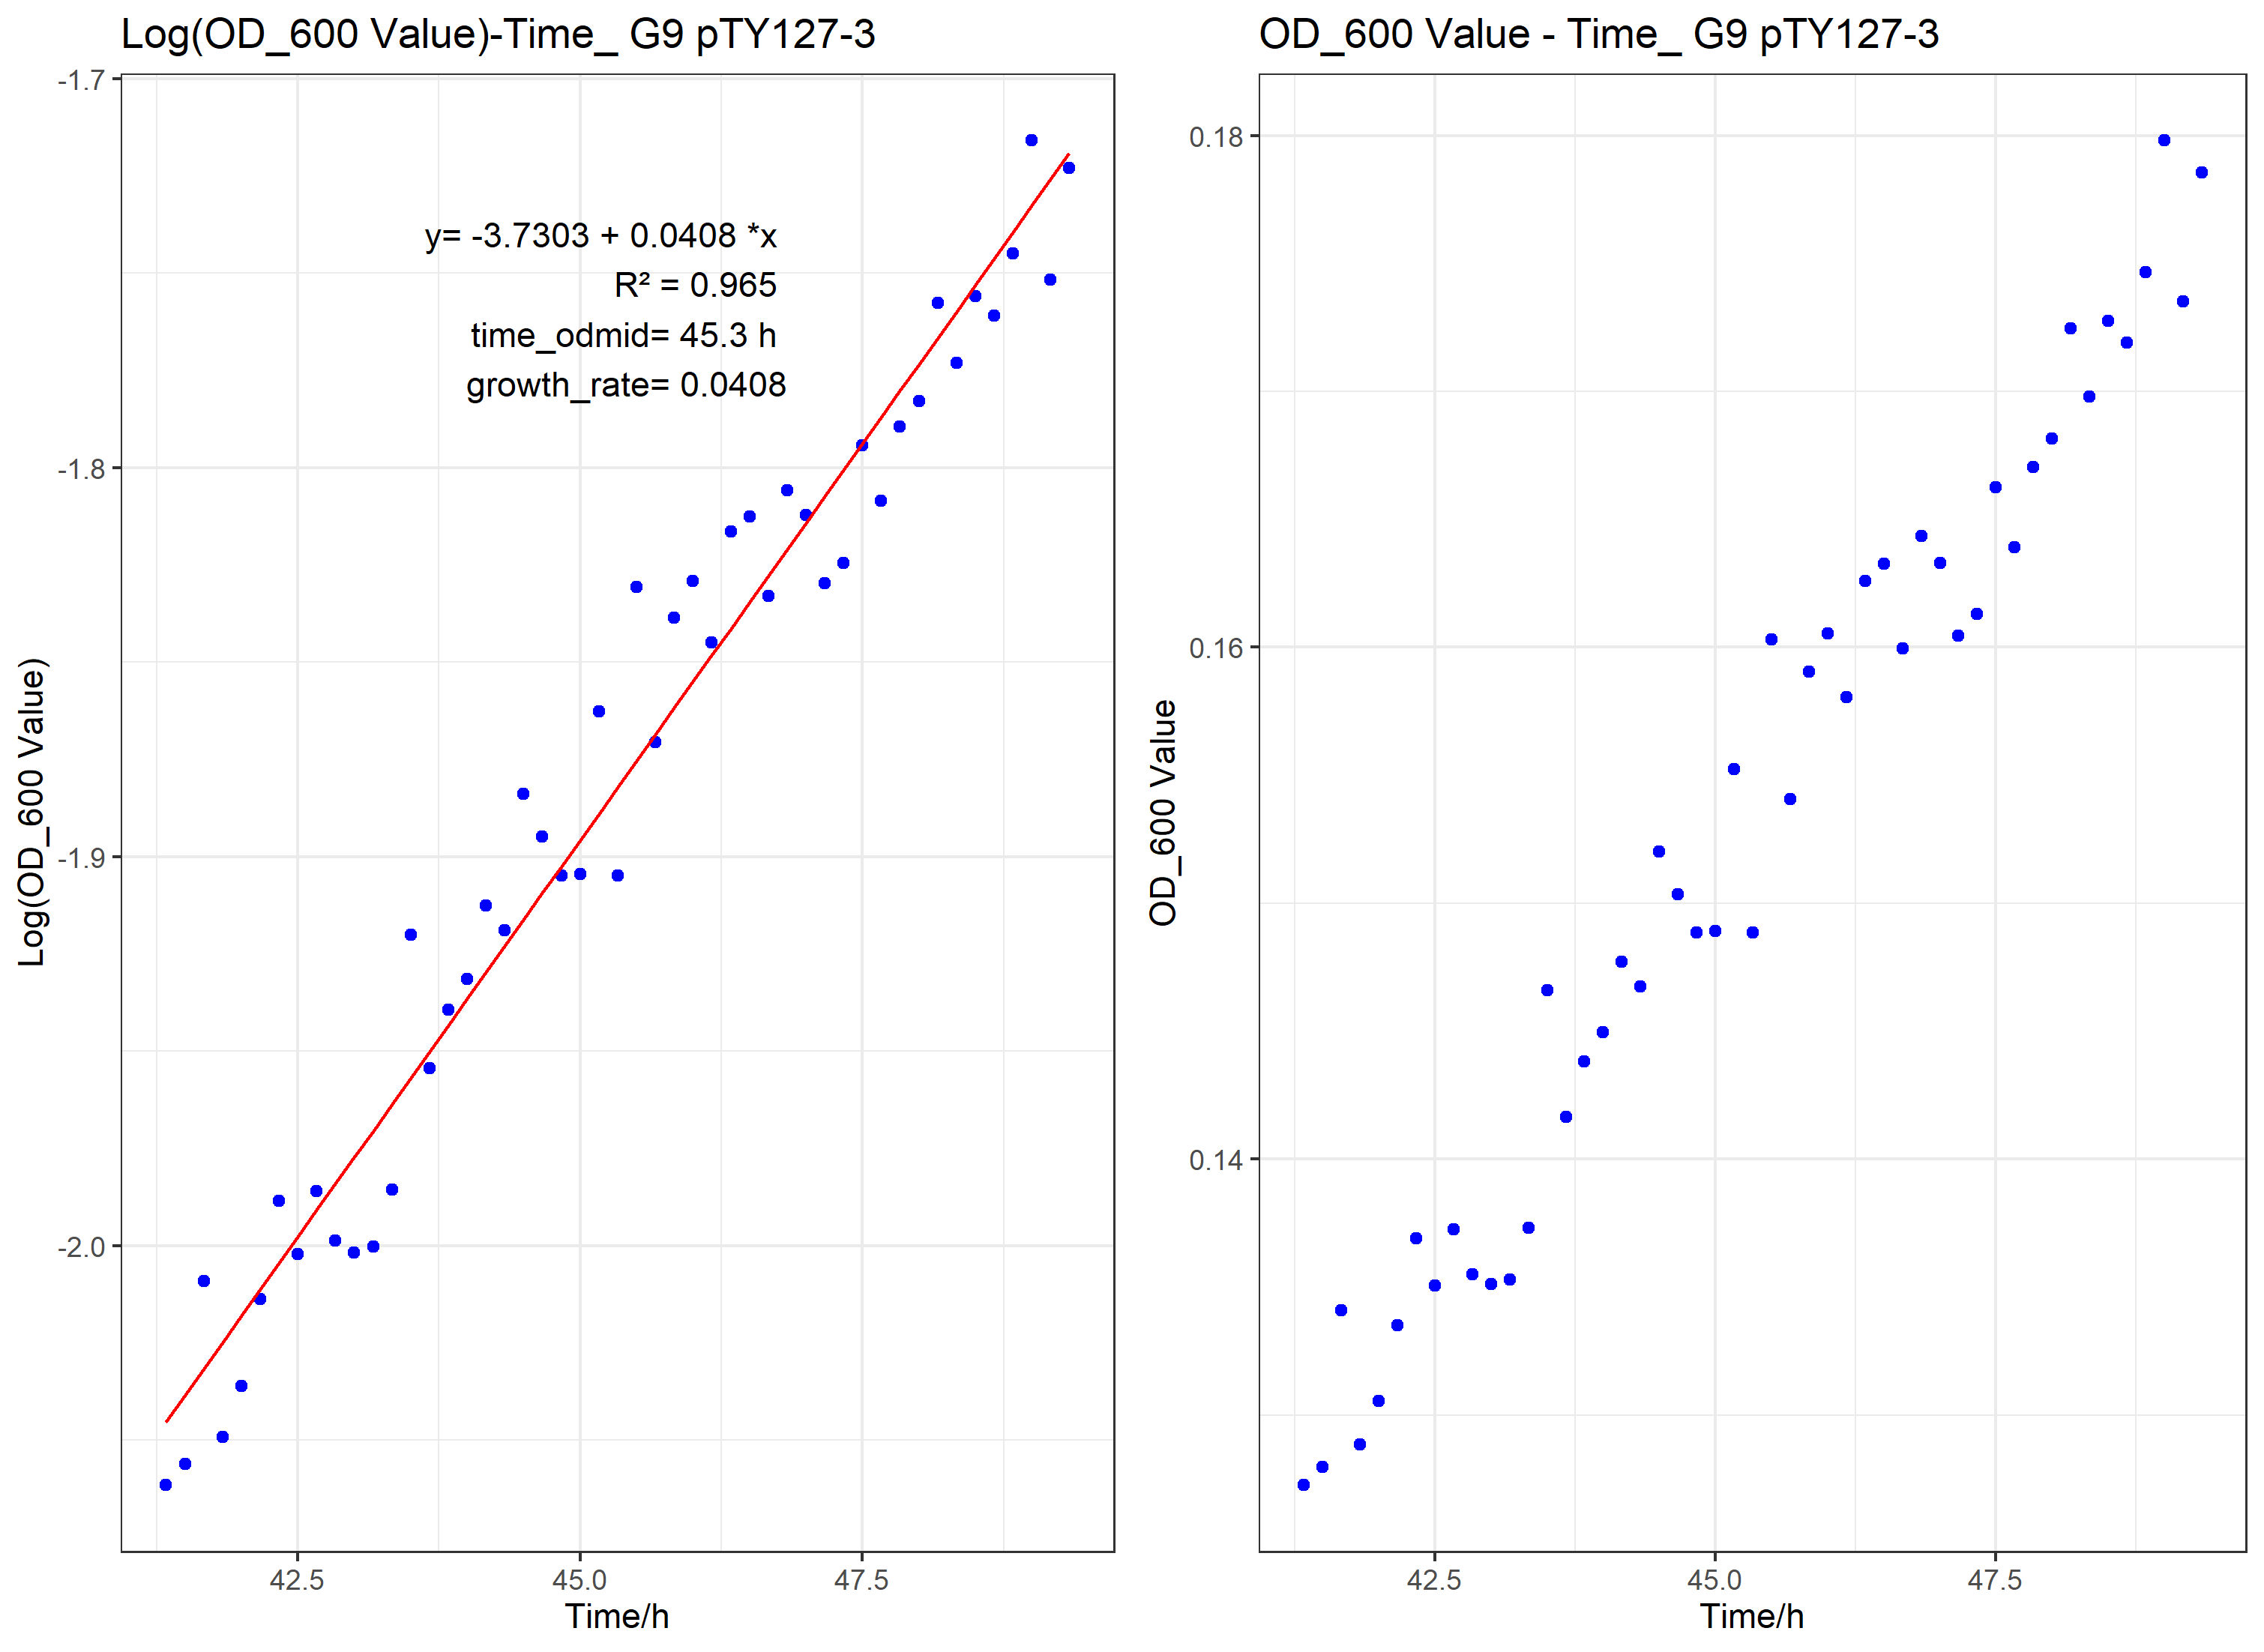 Log(OD_600 Value)-Time_ G9 pTY127-3
-1.7
-1.8
-1.9
-2.0
Log(OD_600 Value)
y= -3.7303 + 0.0408 *x
R² = 0.965
time_odmid= 45.3 h
growth_rate= 0.0408
42.5
45.0
47.5
Time/h
OD_600 Value - Time_ G9 pTY127-3
0.18
0.16
0.14
OD_600 Value
42.5
45.0
47.5
Time/h